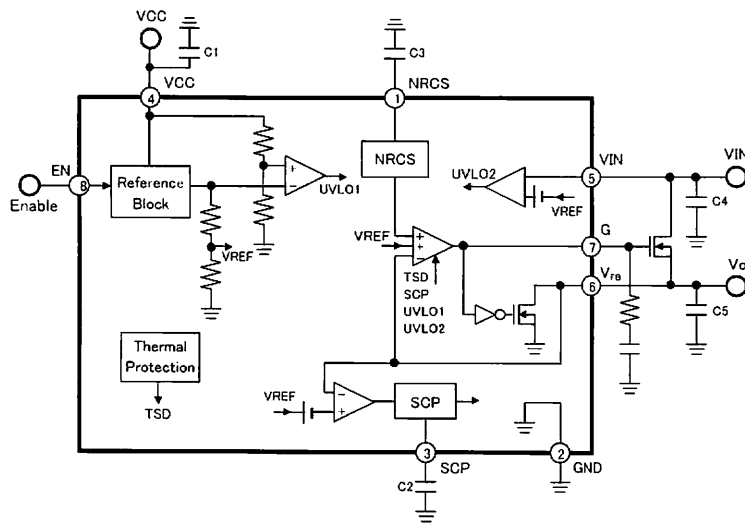 VCC
C1
C3
VCC
NRCS
4
1
EN
8
Enable
Reference
Block
UVLO1
+
−
VREF
NRCS
UVLO2
VREF
VIN
5
VIN
C4
VREF
+
+
−
G
7
TSD
SCP
UVLO1
UVLO2
VFB
6
Vo
C5
Thermal
Protection
TSD
VREF
−
+
SCP
3
SCP
C2
2
GND